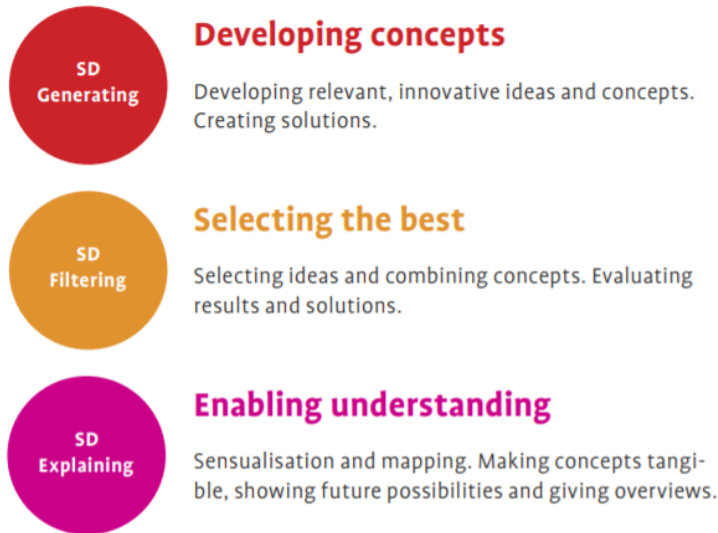 SD
Generating
Developing concepts
Developing relevant, innovative ideas and concepts.
Creating solutions.
SD
Filtering
Selecting the best
Selecting ideas and combining concepts. Evaluating
results and solutions.
SD
Explaining
Enabling understanding
Sensualisation and mapping. Making concepts tangi-
ble, showing future possibilities and giving overviews.